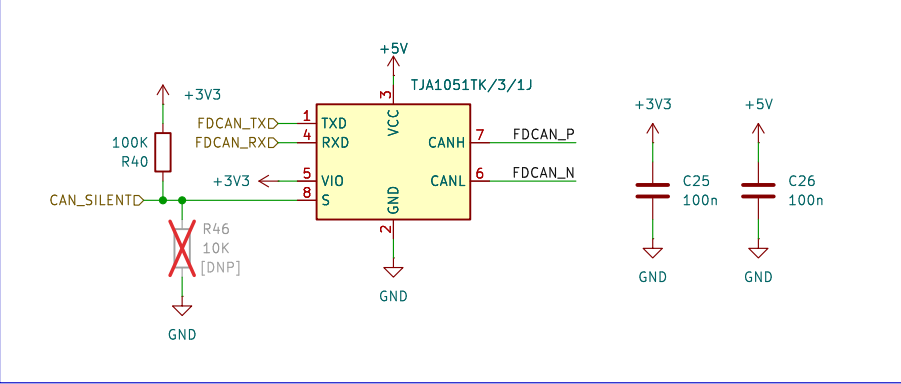 +5V
TJA1051TK/3/1J
+3V3
+3V3
+5V
3
VCC
FDCAN_TX
1
TXD
100K
R40
FDCAN_RX
4
RXD
CANH
7
FDCAN_P
+3V3
5
VIO
CANL
6
FDCAN_N
C25
100n
C26
100n
CAN_SILENT
8
S
GND
2
R46
10K
[DNP]
GND
GND
GND
GND